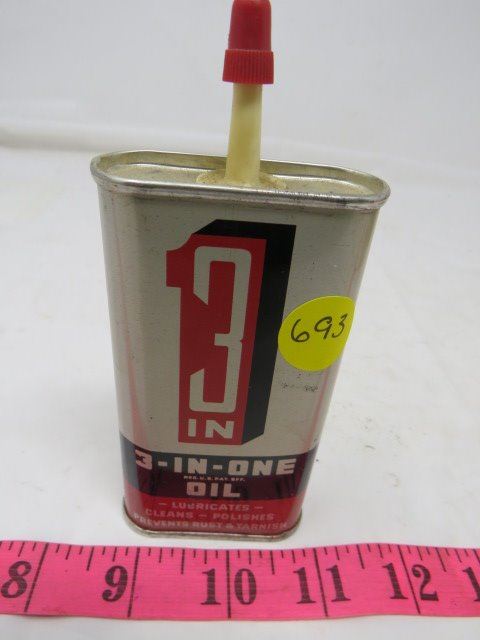 3
IN
693
3-IN-ONE
REG. U.S. PAT. OFF.
OIL
- LUBRICATES -
CLEANS - POLISHES
PREVENTS RUST & TARNISH
8 9 10 11 12 1